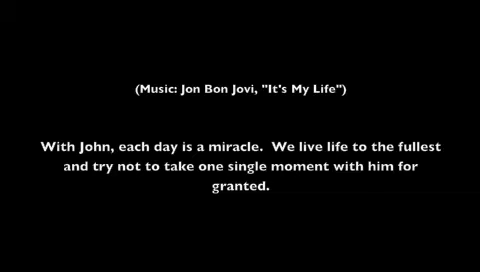 (Music: Jon Bon Jovi, "It's My Life")
With John, each day is a miracle.  We live life to the fullest
and try not to take one single moment with him for
granted.